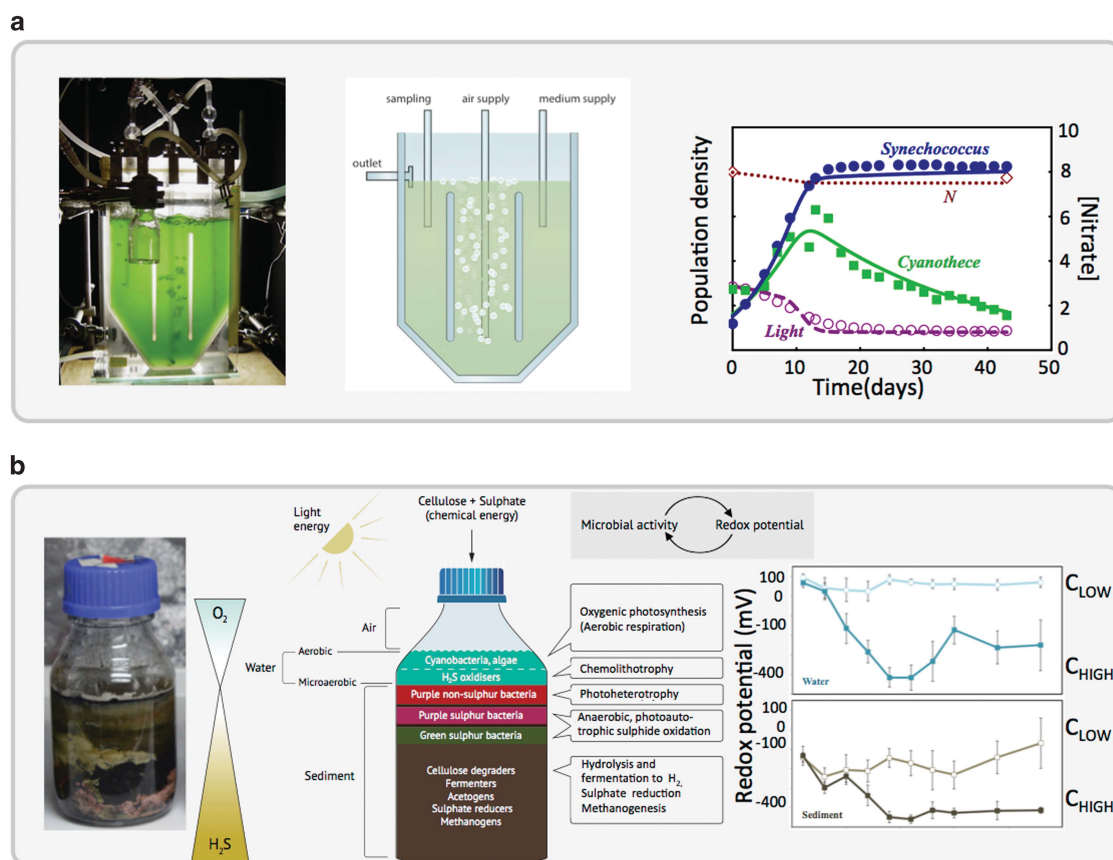 a
sampling
air supply
medium supply
outlet
Population density
[Nitrate]
Synechococcus
N
Cyanothece
Light
10
8
6
4
2
0
0
10
20
30
40
50
Time(days)
b
Light
energy
Cellulose + Sulphate
(chemical energy)
Microbial activity
Redox potential
O2
H2S
Air
Water
Aerobic
Microaerobic
Sediment
Cyanobacteria, algae
H2S oxidisers
Purple non-sulphur bacteria
Purple sulphur bacteria
Green sulphur bacteria
Cellulose degraders
Fermenters
Acetogens
Sulphate reducers
Methanogens
Oxygenic photosynthesis
(Aerobic respiration)
Chemolithotrophy
Photoheterotrophy
Anaerobic, photoauto-
trophic sulphide oxidation
Hydrolysis and
fermentation to H2,
Sulphate reduction
Methanogenesis
Redox potential (mV)
100
0
-100
-400
Water
CLOW
CHIGH
100
0
-100
-400
Sediment
CLOW
CHIGH